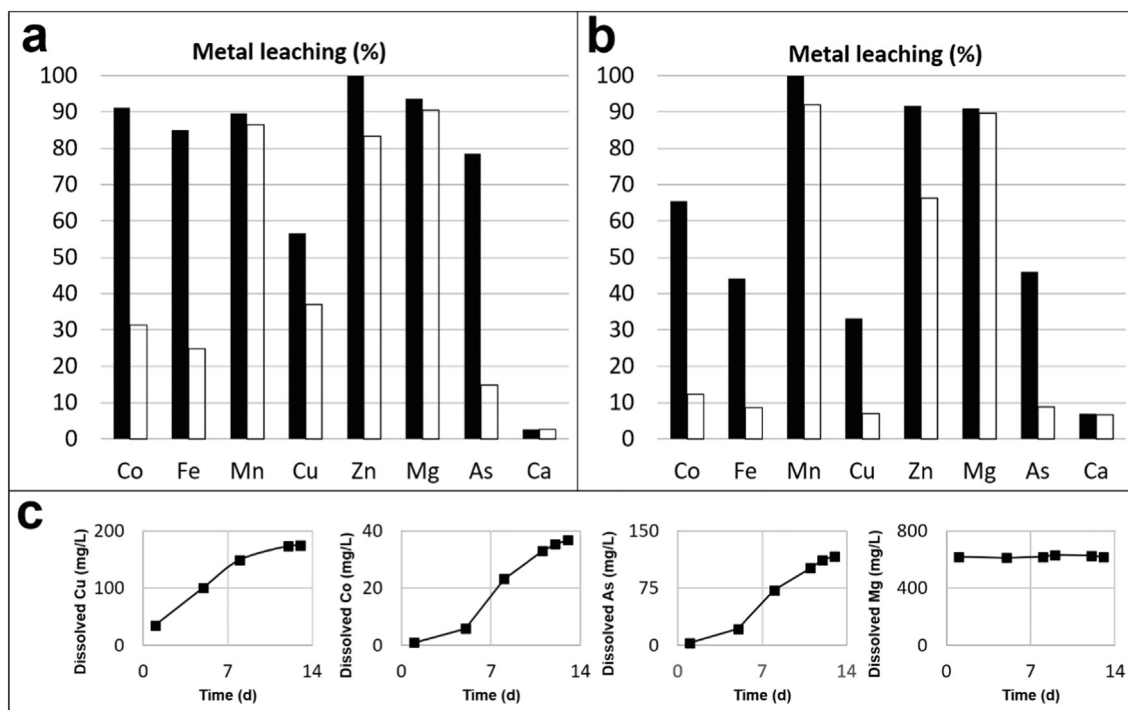 a
Metal leaching (%)
100
90
80
70
60
50
40
30
20
10
0
Co Fe Mn Cu Zn Mg As Ca
b
Metal leaching (%)
100
90
80
70
60
50
40
30
20
10
0
Co Fe Mn Cu Zn Mg As Ca
c
Dissolved Cu (mg/L)
200
100
0
0 7 14
Time (d)
Dissolved Co (mg/L)
40
20
0
0 7 14
Time (d)
Dissolved As (mg/L)
150
75
0
0 7 14
Time (d)
Dissolved Mg (mg/L)
800
400
0
0 7 14
Time (d)